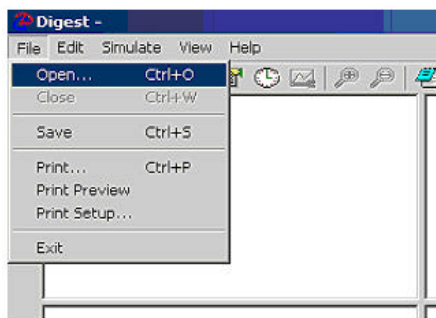 Digest -
File Edit Simulate View Help
Open... Ctrl+O
Close Ctrl+W
Save Ctrl+S
Print... Ctrl+P
Print Preview
Print Setup...
Exit